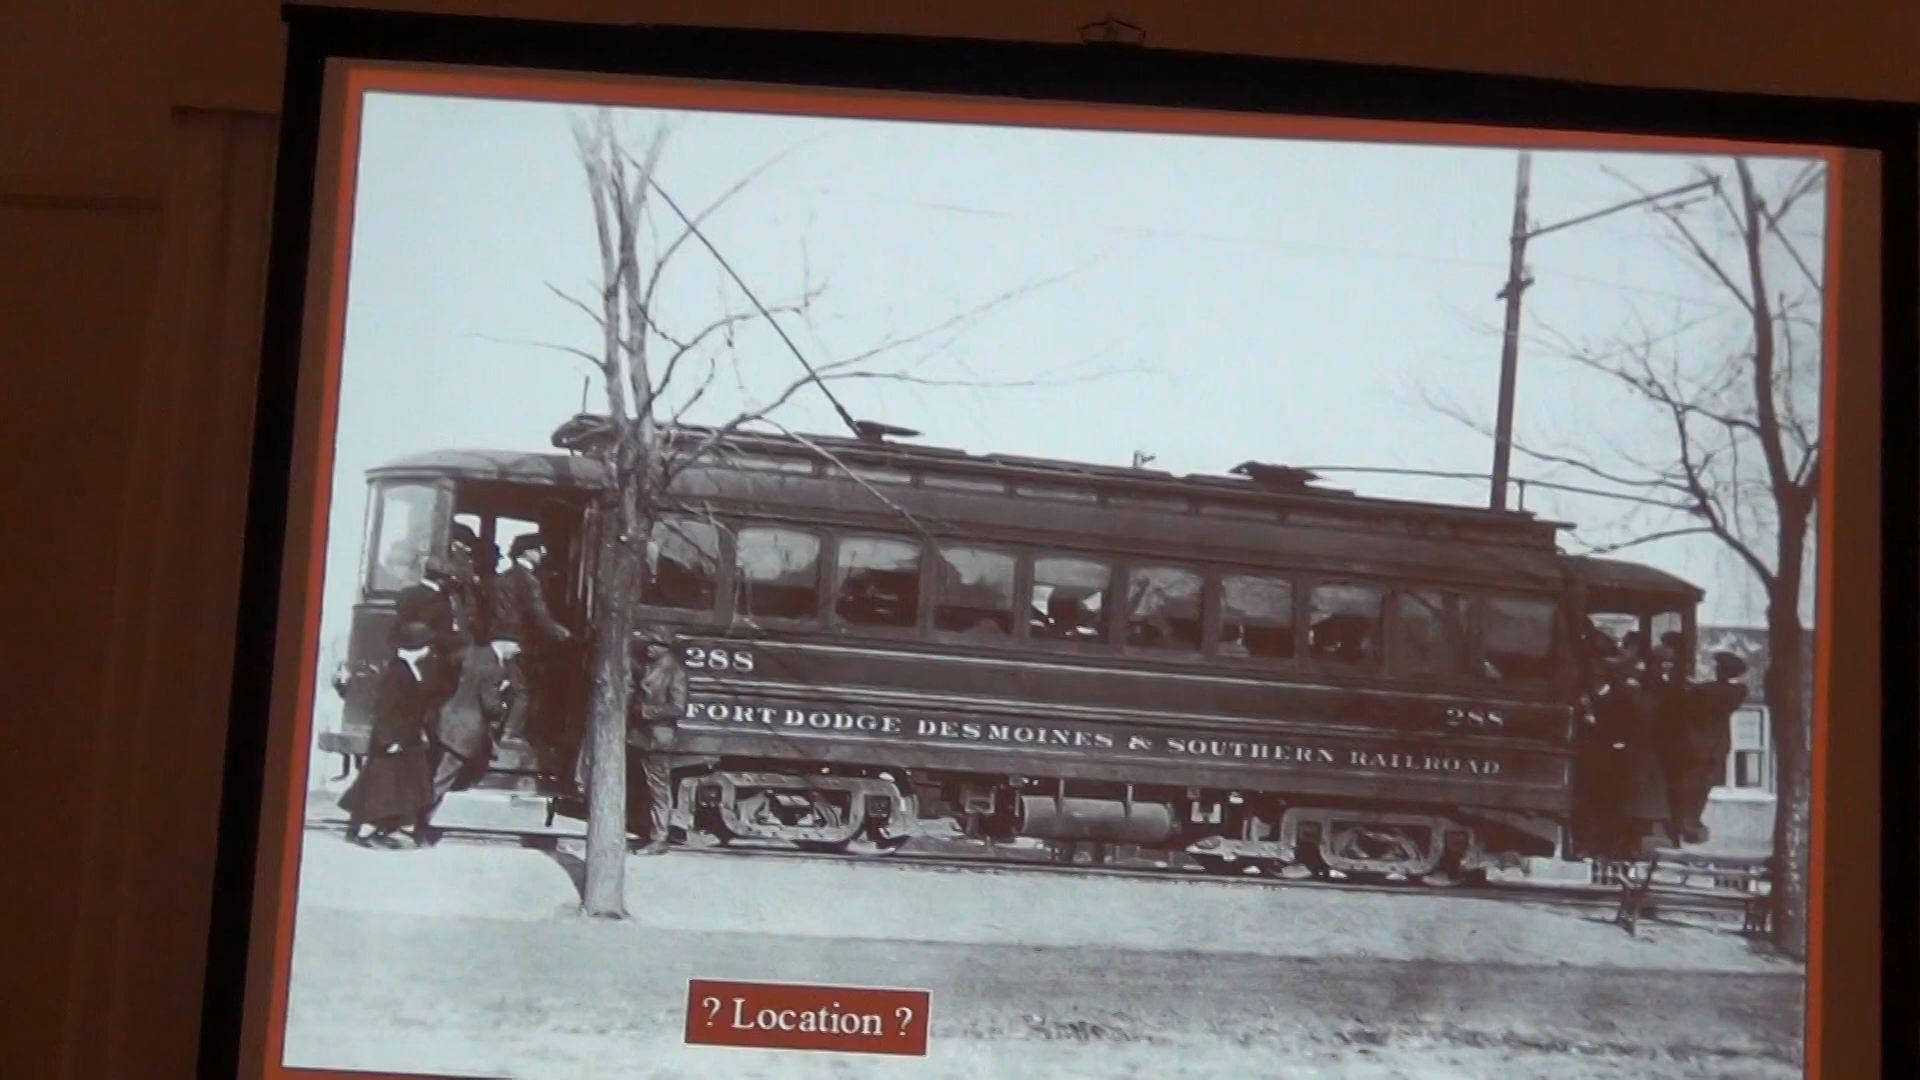 288
288
FORT DODGE DES MOINES & SOUTHERN RAILROAD
? Location ?